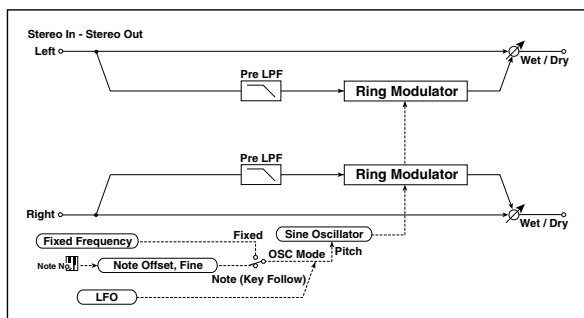 Stereo In - Stereo Out
Left
Wet / Dry
Pre LPF
Ring Modulator
Pre LPF
Ring Modulator
Right
Wet / Dry
Fixed
Sine Oscillator
Fixed Frequency
OSC Mode
Pitch
Note No.
Note Offset, Fine
Note (Key Follow)
LFO